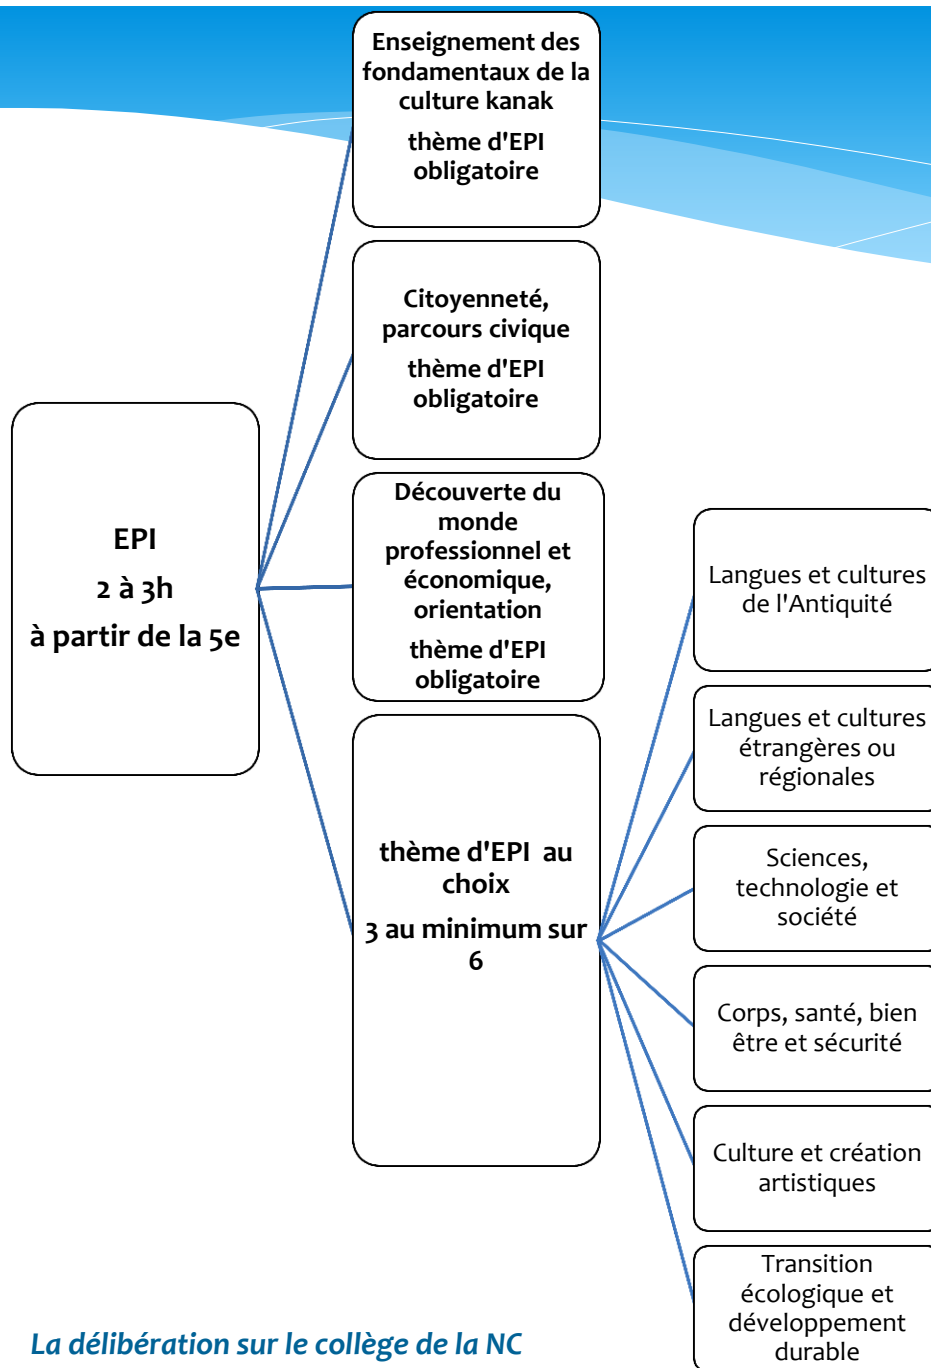 Enseignement des
fondamentaux de la
culture kanak
thème d'EPI
obligatoire
Citoyenneté,
parcours civique
thème d'EPI
obligatoire
EPI
2 à 3h
à partir de la 5e
Découverte du
monde
professionnel et
économique,
orientation
thème d'EPI
obligatoire
thème d'EPI au
choix
3 au minimum sur
6
Langues et cultures
de l'Antiquité
Langues et cultures
étrangères ou
régionales
Sciences,
technologie et
société
Corps, santé, bien
être et sécurité
Culture et création
artistiques
Transition
écologique et
développement
durable
La délibération sur le collège de la NC